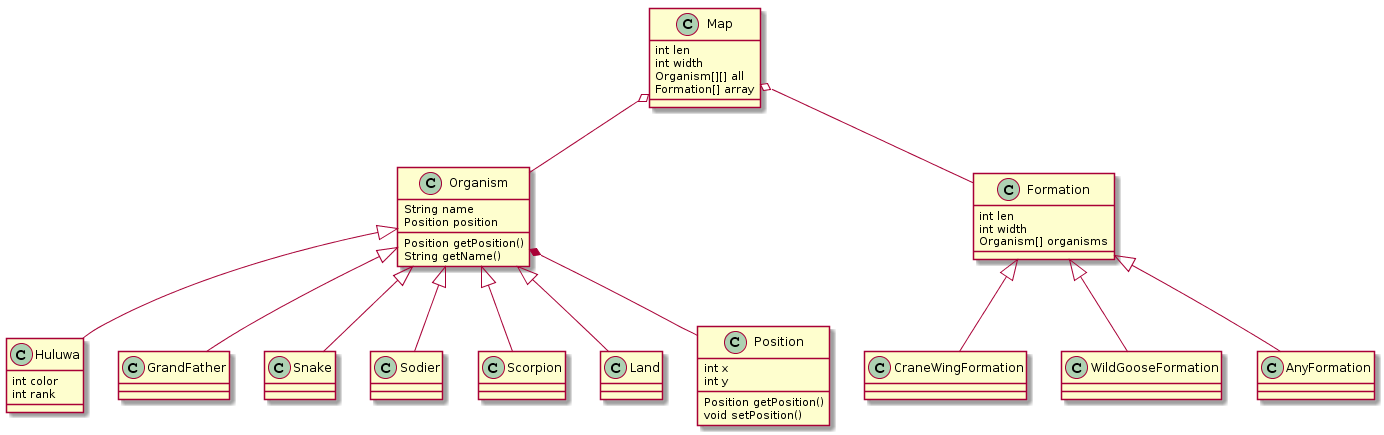 C Map
int len
int width
Organism[][] all
Formation[] array
C Organism
String name
Position position
Position getPosition()
String getName()
C Formation
int len
int width
Organism[] organisms
C Huluwa
int color
int rank
C GrandFather
C Snake
C Sodier
C Scorpion
C Land
C Position
int x
int y
Position getPosition()
void setPosition()
C CraneWingFormation
C WildGooseFormation
C AnyFormation